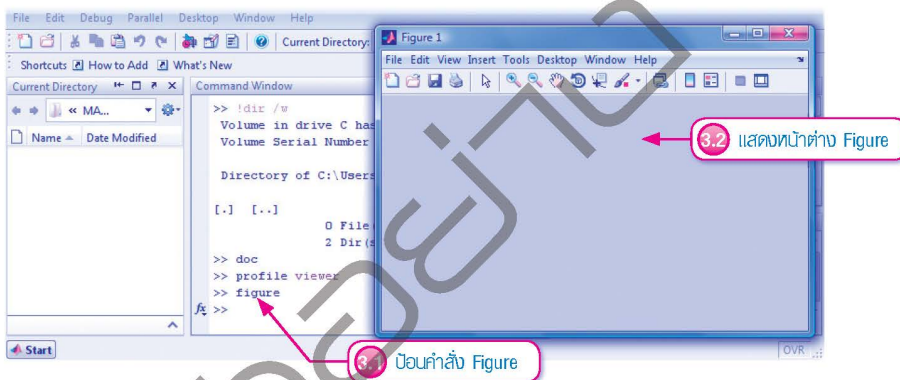 File Edit Debug Parallel Desktop Window Help
Current Directory:
Shortcuts How to Add What's New
Current Directory
« MA...
Name Date Modified
Command Window
>> !dir /w
Volume in drive C has
Volume Serial Number
Directory of C:\Users
[.] [..]
0 File
2 Dir(s
>> doc
>> profile viewer
>> figure
fx >>
Start
OVR
Figure 1
File Edit View Insert Tools Desktop Window Help
3.2 แสดงหน้าต่าง Figure
3.1 ป้อนคำสั่ง Figure